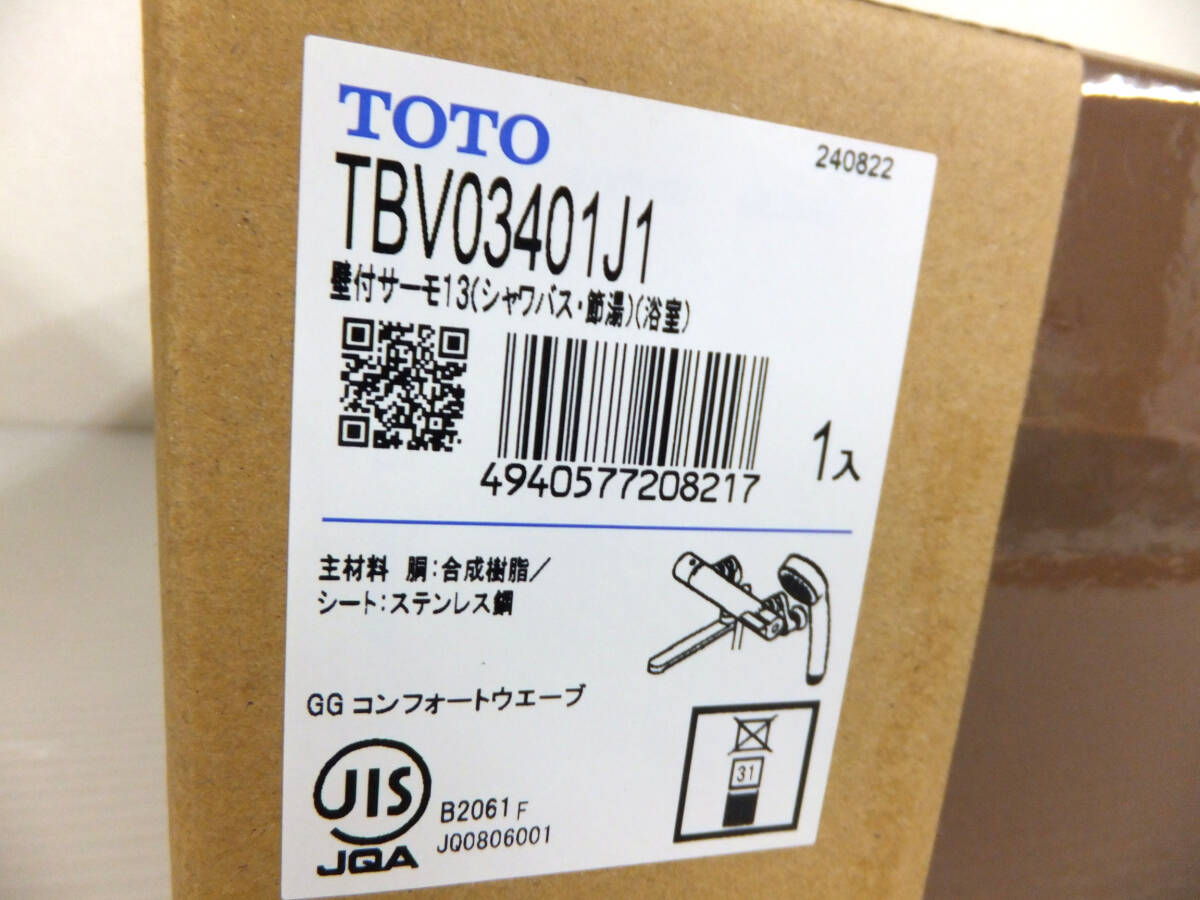 TOTO
240822
TBV03401J1
壁付サーモ13(シャワバス・節湯)(浴室)
4940577208217
1入
主材料 胴:合成樹脂/
シート:ステンレス鋼
GG コンフォートウエーブ
JIS
B2061 F
JQA
JQ0806001
31